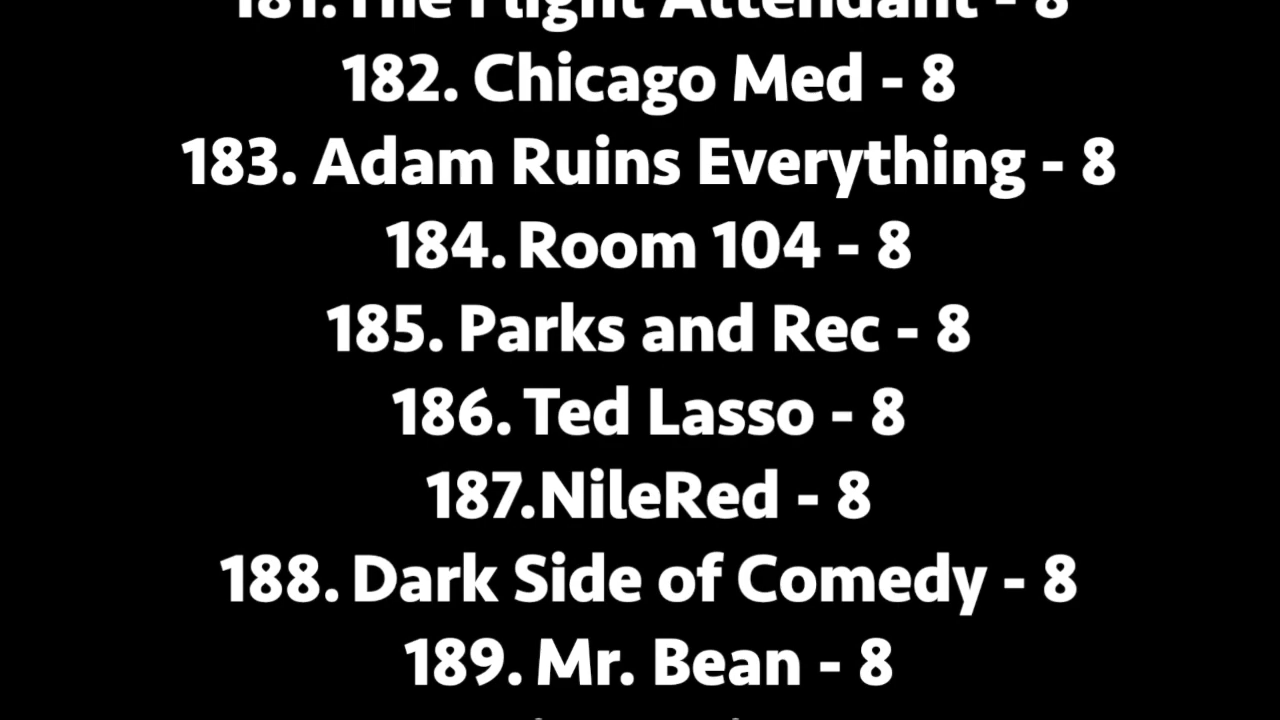 181. The Flight Attendant - 8
182. Chicago Med - 8
183. Adam Ruins Everything - 8
184. Room 104 - 8
185. Parks and Rec - 8
186. Ted Lasso - 8
187.NileRed - 8
188. Dark Side of Comedy - 8
189. Mr. Bean - 8